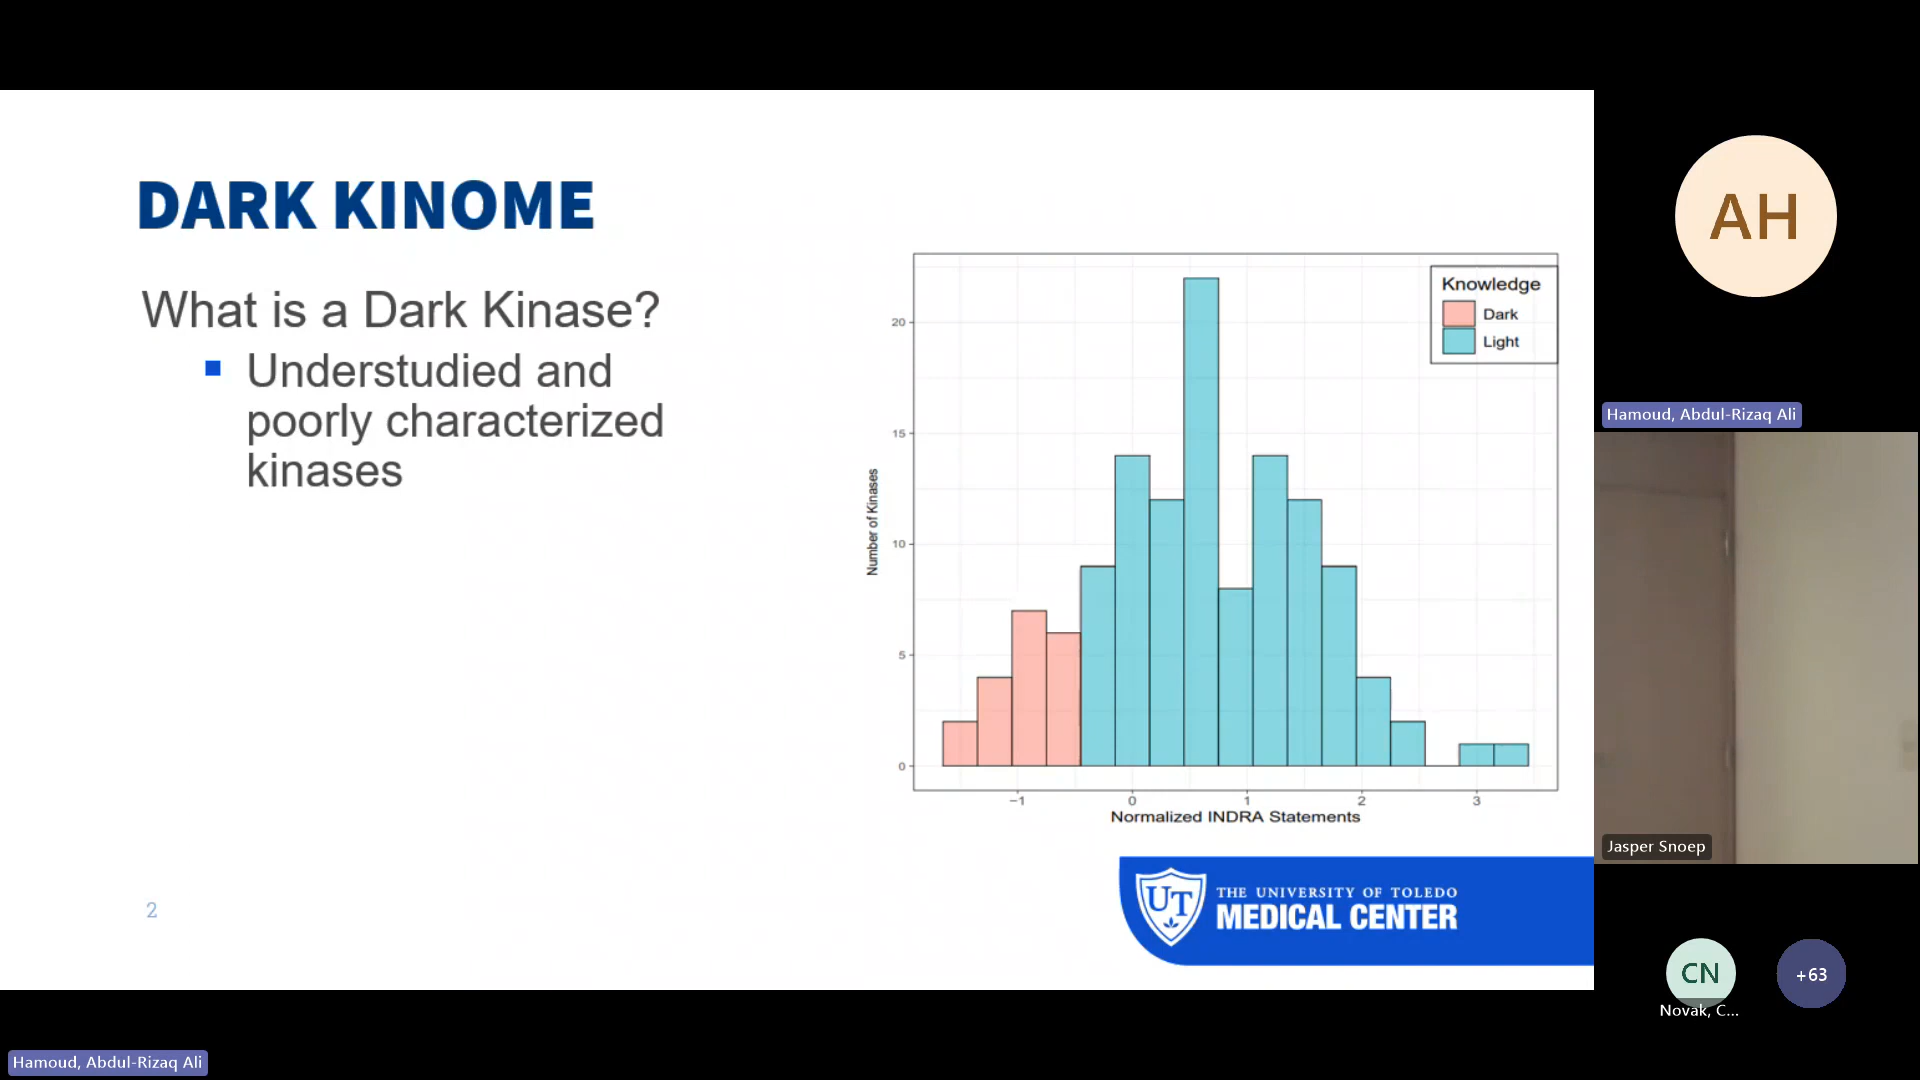 DARK KINOME
What is a Dark Kinase?
Understudied and
poorly characterized
kinases
Number of Kinases
20
15
10
5
0
−1
0
1
2
3
Normalized INDRA Statements
Knowledge
Dark
Light
2
UT
THE UNIVERSITY OF TOLEDO
MEDICAL CENTER
AH
Hamoud, Abdul-Rizaq Ali
Jasper Snoep
CN
Novak, C...
+63
Hamoud, Abdul-Rizaq Ali